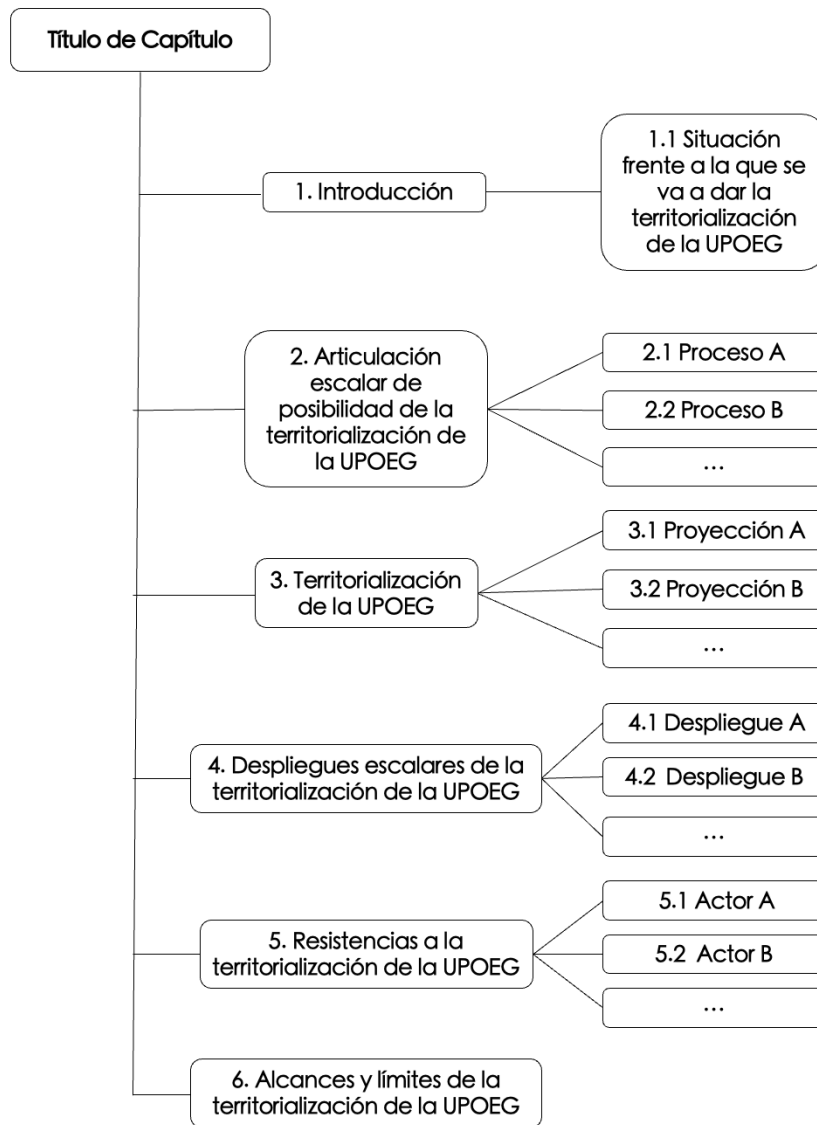 Título de Capítulo
1. Introducción
1.1 Situación
frente a la que se
va a dar la
territorialización
de la UPOEG
2. Articulación
escalar de
posibilidad de la
territorialización de
la UPOEG
2.1 Proceso A
2.2 Proceso B
...
3. Territorialización
de la UPOEG
3.1 Proyección A
3.2 Proyección B
...
4. Despliegues escalares de la
territorialización de la UPOEG
4.1 Despliegue A
4.2 Despliegue B
...
5. Resistencias a la
territorialización de la UPOEG
5.1 Actor A
5.2 Actor B
...
6. Alcances y límites de la
territorialización de la UPOEG